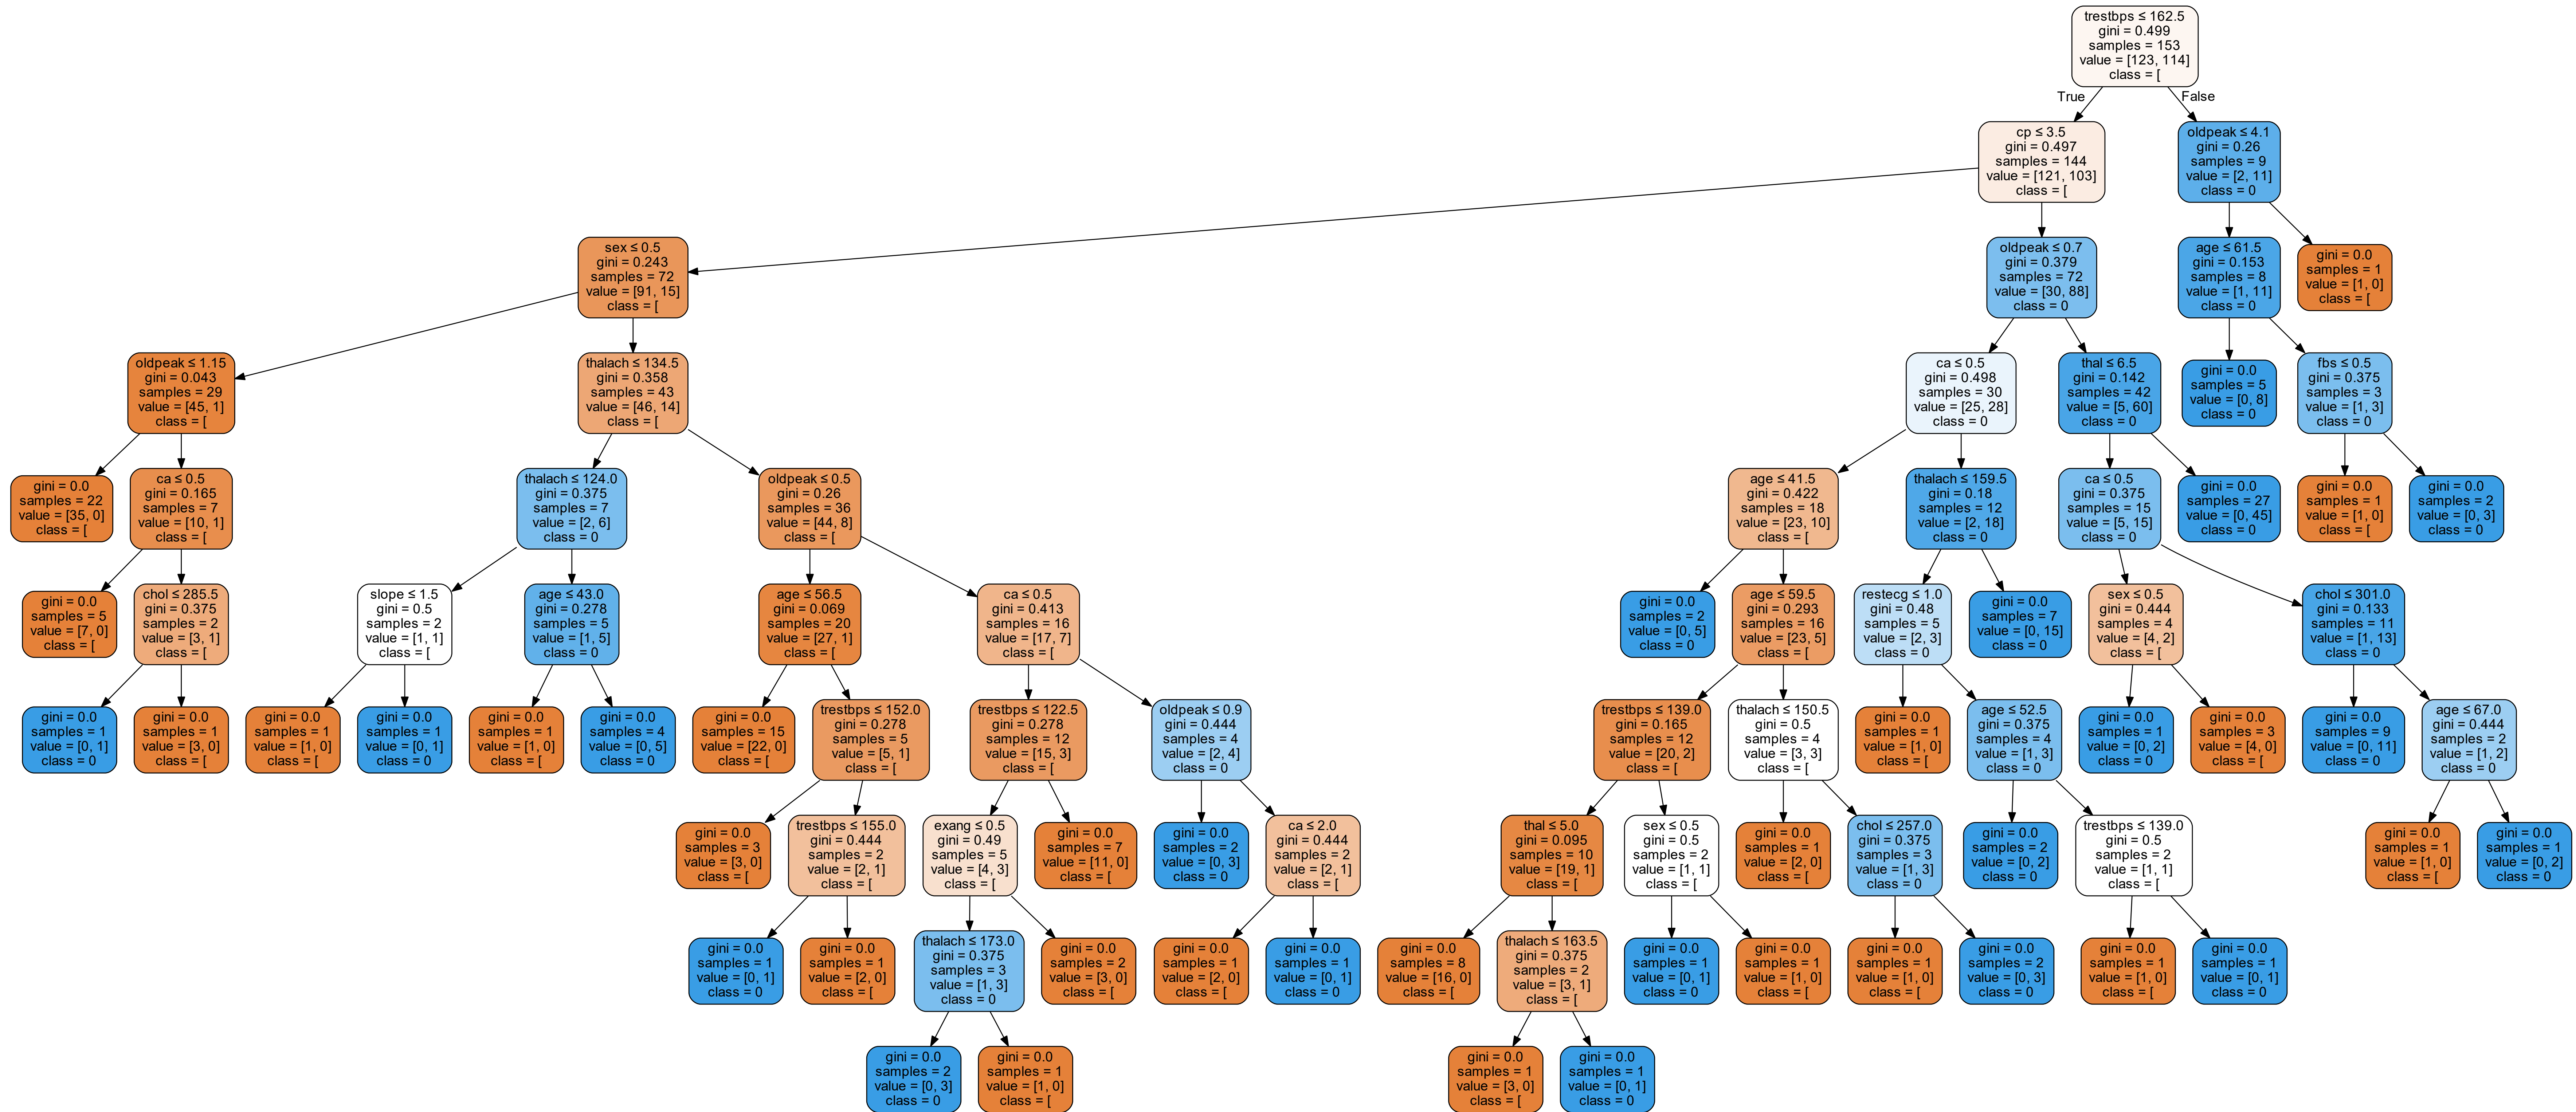 trestbps ≤ 162.5
gini = 0.499
samples = 153
value = [123, 114]
class = [
True
False
cp ≤ 3.5
gini = 0.497
samples = 144
value = [121, 103]
class = [
oldpeak ≤ 4.1
gini = 0.26
samples = 9
value = [2, 11]
class = 0
sex ≤ 0.5
gini = 0.243
samples = 72
value = [91, 15]
class = [
oldpeak ≤ 0.7
gini = 0.379
samples = 72
value = [30, 88]
class = 0
age ≤ 61.5
gini = 0.153
samples = 8
value = [1, 11]
class = 0
gini = 0.0
samples = 1
value = [1, 0]
class = [
oldpeak ≤ 1.15
gini = 0.043
samples = 29
value = [45, 1]
class = [
thalach ≤ 134.5
gini = 0.358
samples = 43
value = [46, 14]
class = [
ca ≤ 0.5
gini = 0.498
samples = 30
value = [25, 28]
class = 0
thal ≤ 6.5
gini = 0.142
samples = 42
value = [5, 60]
class = 0
gini = 0.0
samples = 5
value = [0, 8]
class = 0
fbs ≤ 0.5
gini = 0.375
samples = 3
value = [1, 3]
class = 0
gini = 0.0
samples = 22
value = [35, 0]
class = [
ca ≤ 0.5
gini = 0.165
samples = 7
value = [10, 1]
class = [
thalach ≤ 124.0
gini = 0.375
samples = 7
value = [2, 6]
class = 0
oldpeak ≤ 0.5
gini = 0.26
samples = 36
value = [44, 8]
class = [
age ≤ 41.5
gini = 0.422
samples = 18
value = [23, 10]
class = [
thalach ≤ 159.5
gini = 0.18
samples = 12
value = [2, 18]
class = 0
ca ≤ 0.5
gini = 0.375
samples = 15
value = [5, 15]
class = 0
gini = 0.0
samples = 27
value = [0, 45]
class = 0
gini = 0.0
samples = 1
value = [1, 0]
class = [
gini = 0.0
samples = 2
value = [0, 3]
class = 0
gini = 0.0
samples = 5
value = [7, 0]
class = [
chol ≤ 285.5
gini = 0.375
samples = 2
value = [3, 1]
class = [
slope ≤ 1.5
gini = 0.5
samples = 2
value = [1, 1]
class = [
age ≤ 43.0
gini = 0.278
samples = 5
value = [1, 5]
class = 0
age ≤ 56.5
gini = 0.069
samples = 20
value = [27, 1]
class = [
ca ≤ 0.5
gini = 0.413
samples = 16
value = [17, 7]
class = [
gini = 0.0
samples = 2
value = [0, 5]
class = 0
age ≤ 59.5
gini = 0.293
samples = 16
value = [23, 5]
class = [
restecg ≤ 1.0
gini = 0.48
samples = 5
value = [2, 3]
class = 0
gini = 0.0
samples = 7
value = [0, 15]
class = 0
sex ≤ 0.5
gini = 0.444
samples = 4
value = [4, 2]
class = [
chol ≤ 301.0
gini = 0.133
samples = 11
value = [1, 13]
class = 0
gini = 0.0
samples = 1
value = [0, 1]
class = 0
gini = 0.0
samples = 1
value = [3, 0]
class = [
gini = 0.0
samples = 1
value = [1, 0]
class = [
gini = 0.0
samples = 1
value = [0, 1]
class = 0
gini = 0.0
samples = 1
value = [1, 0]
class = [
gini = 0.0
samples = 4
value = [0, 5]
class = 0
gini = 0.0
samples = 15
value = [22, 0]
class = [
trestbps ≤ 152.0
gini = 0.278
samples = 5
value = [5, 1]
class = [
trestbps ≤ 122.5
gini = 0.278
samples = 12
value = [15, 3]
class = [
oldpeak ≤ 0.9
gini = 0.444
samples = 4
value = [2, 4]
class = 0
trestbps ≤ 139.0
gini = 0.165
samples = 12
value = [20, 2]
class = [
thalach ≤ 150.5
gini = 0.5
samples = 4
value = [3, 3]
class = [
gini = 0.0
samples = 1
value = [1, 0]
class = [
age ≤ 52.5
gini = 0.375
samples = 4
value = [1, 3]
class = 0
gini = 0.0
samples = 1
value = [0, 2]
class = 0
gini = 0.0
samples = 3
value = [4, 0]
class = [
gini = 0.0
samples = 9
value = [0, 11]
class = 0
age ≤ 67.0
gini = 0.444
samples = 2
value = [1, 2]
class = 0
gini = 0.0
samples = 3
value = [3, 0]
class = [
trestbps ≤ 155.0
gini = 0.444
samples = 2
value = [2, 1]
class = [
exang ≤ 0.5
gini = 0.49
samples = 5
value = [4, 3]
class = [
gini = 0.0
samples = 7
value = [11, 0]
class = [
gini = 0.0
samples = 2
value = [0, 3]
class = 0
ca ≤ 2.0
gini = 0.444
samples = 2
value = [2, 1]
class = [
thal ≤ 5.0
gini = 0.095
samples = 10
value = [19, 1]
class = [
sex ≤ 0.5
gini = 0.5
samples = 2
value = [1, 1]
class = [
gini = 0.0
samples = 1
value = [2, 0]
class = [
chol ≤ 257.0
gini = 0.375
samples = 3
value = [1, 3]
class = 0
gini = 0.0
samples = 2
value = [0, 2]
class = 0
trestbps ≤ 139.0
gini = 0.5
samples = 2
value = [1, 1]
class = [
gini = 0.0
samples = 1
value = [1, 0]
class = [
gini = 0.0
samples = 1
value = [0, 2]
class = 0
gini = 0.0
samples = 1
value = [0, 1]
class = 0
gini = 0.0
samples = 1
value = [2, 0]
class = [
thalach ≤ 173.0
gini = 0.375
samples = 3
value = [1, 3]
class = 0
gini = 0.0
samples = 2
value = [3, 0]
class = [
gini = 0.0
samples = 1
value = [2, 0]
class = [
gini = 0.0
samples = 1
value = [0, 1]
class = 0
gini = 0.0
samples = 8
value = [16, 0]
class = [
thalach ≤ 163.5
gini = 0.375
samples = 2
value = [3, 1]
class = [
gini = 0.0
samples = 1
value = [0, 1]
class = 0
gini = 0.0
samples = 1
value = [1, 0]
class = [
gini = 0.0
samples = 1
value = [1, 0]
class = [
gini = 0.0
samples = 2
value = [0, 3]
class = 0
gini = 0.0
samples = 1
value = [1, 0]
class = [
gini = 0.0
samples = 1
value = [0, 1]
class = 0
gini = 0.0
samples = 2
value = [0, 3]
class = 0
gini = 0.0
samples = 1
value = [1, 0]
class = [
gini = 0.0
samples = 1
value = [3, 0]
class = [
gini = 0.0
samples = 1
value = [0, 1]
class = 0